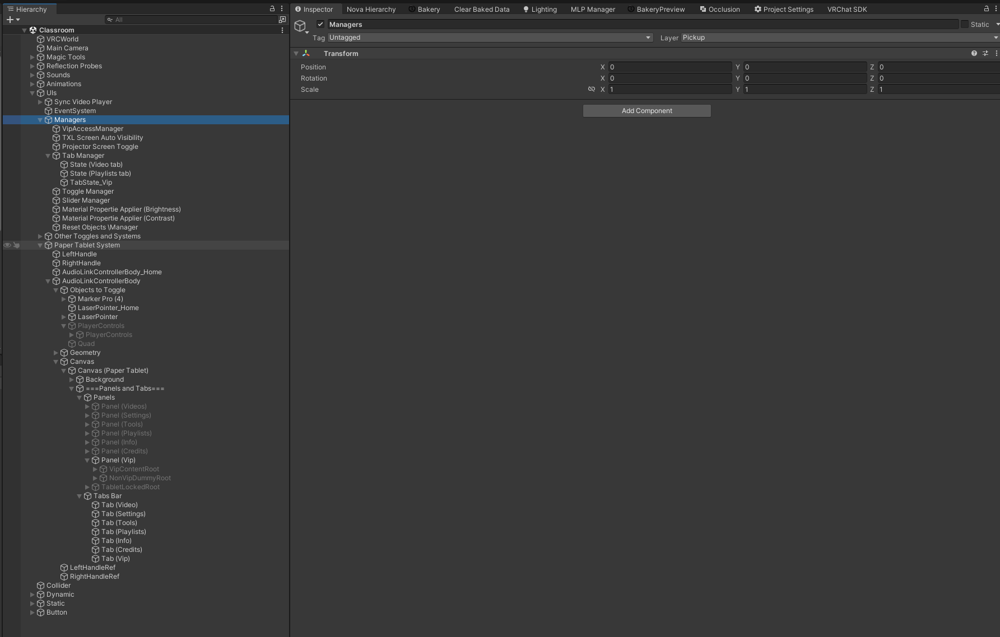 Hierarchy
All
Classroom
VRCWorld
Main Camera
Magic Tools
Reflection Probes
Sounds
Animations
UIs
Sync Video Player
EventSystem
Managers
VipAccessManager
TXL Screen Auto Visibility
Projector Screen Toggle
Tab Manager
State (Video tab)
State (Playlists tab)
TabState_Vip
Toggle Manager
Slider Manager
Material Propertie Applier (Brightness)
Material Propertie Applier (Contrast)
Reset Objects \Manager
Other Toggles and Systems
Paper Tablet System
LeftHandle
RightHandle
AudioLinkControllerBody_Home
AudioLinkControllerBody
Objects to Toggle
Marker Pro (4)
LaserPointer_Home
LaserPointer
PlayerControls
PlayerControls
Quad
Geometry
Canvas
Canvas (Paper Tablet)
Background
===Panels and Tabs===
Panels
Panel (Videos)
Panel (Settings)
Panel (Tools)
Panel (Playlists)
Panel (Info)
Panel (Credits)
Panel (Vip)
VipContentRoot
NonVipDummyRoot
TabletLockedRoot
Tabs Bar
Tab (Video)
Tab (Settings)
Tab (Tools)
Tab (Playlists)
Tab (Info)
Tab (Credits)
Tab (Vip)
LeftHandleRef
RightHandleRef
Collider
Dynamic
Static
Button
Inspector Nova Hierarchy Bakery Clear Baked Data Lighting MLP Manager BakeryPreview Occlusion Project Settings VRChat SDK
Managers Static
Tag Untagged Layer Pickup
Transform
Position X 0 Y 0 Z 0
Rotation X 0 Y 0 Z 0
Scale X 1 Y 1 Z 1
Add Component